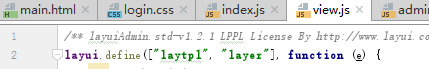 main.html login.css index.js view.js admi
1 /** layuiAdmin.std-v1.2.1 LPPL License By http://www.layui.co
2 layui.define(["laytpl", "layer"], function (e) {